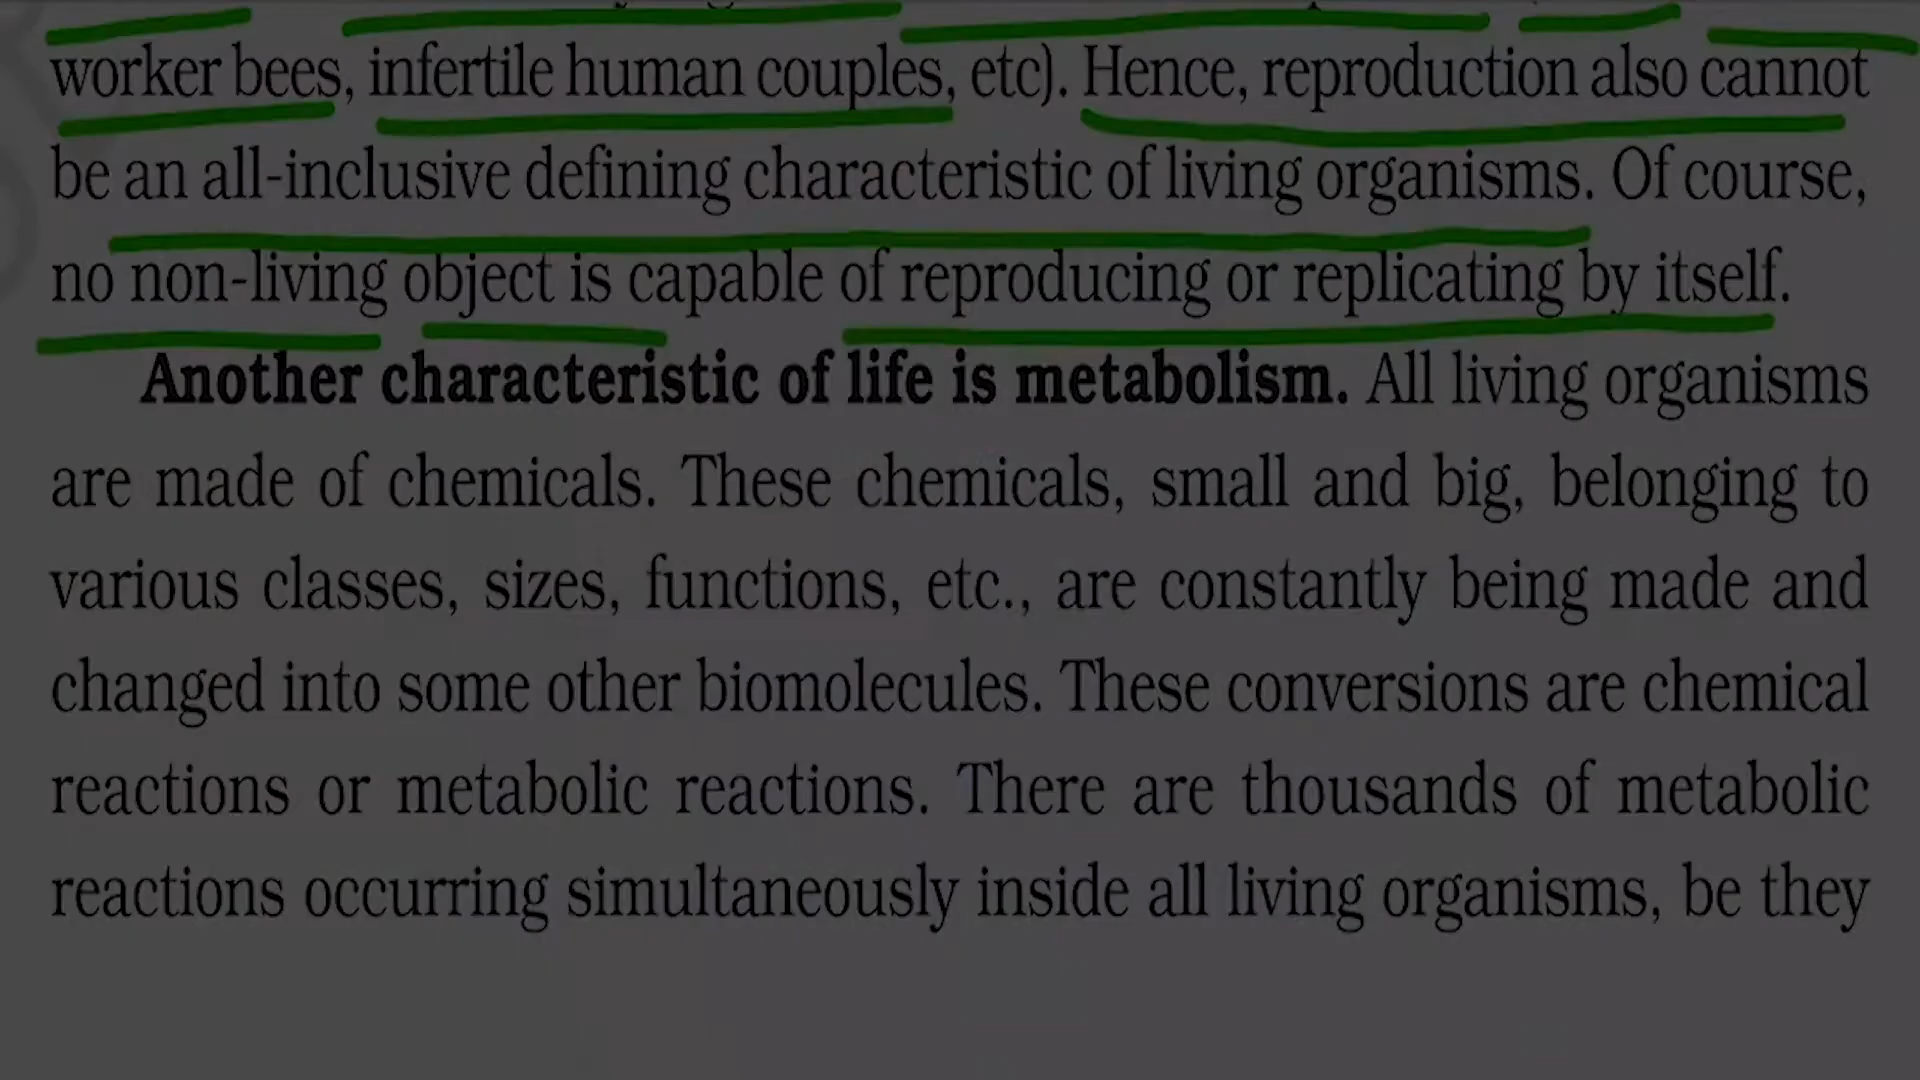 worker bees, infertile human couples, etc). Hence, reproduction also cannot
be an all-inclusive defining characteristic of living organisms. Of course,
no non-living object is capable of reproducing or replicating by itself.
Another characteristic of life is metabolism. All living organisms
are made of chemicals. These chemicals, small and big, belonging to
various classes, sizes, functions, etc., are constantly being made and
changed into some other biomolecules. These conversions are chemical
reactions or metabolic reactions. There are thousands of metabolic
reactions occurring simultaneously inside all living organisms, be they